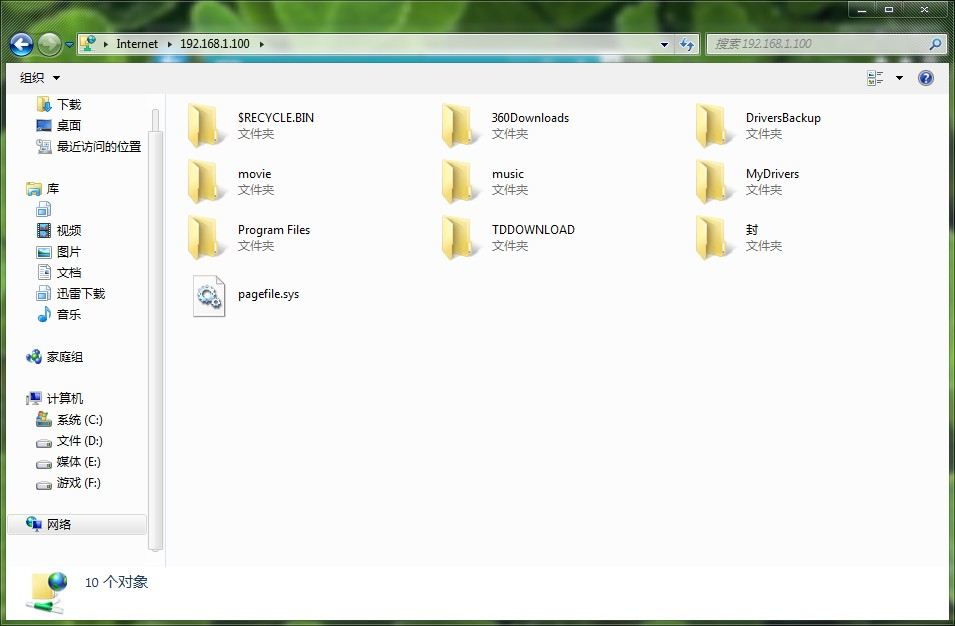 Internet
192.168.1.100
搜索 192.168.1.100
组织
下载
桌面
最近访问的位置
库
视频
图片
文档
迅雷下载
音乐
家庭组
计算机
系统 (C:)
文件 (D:)
媒体 (E:)
游戏 (F:)
网络
$RECYCLE.BIN
文件夹
360Downloads
文件夹
DriversBackup
文件夹
movie
文件夹
music
文件夹
MyDrivers
文件夹
Program Files
文件夹
TDDOWNLOAD
文件夹
封
文件夹
pagefile.sys
10 个对象